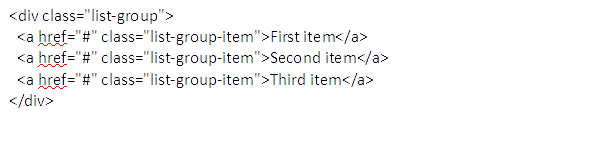 <div class="list-group">
<a href="#" class="list-group-item">First item</a>
<a href="#" class="list-group-item">Second item</a>
<a href="#" class="list-group-item">Third item</a>
</div>